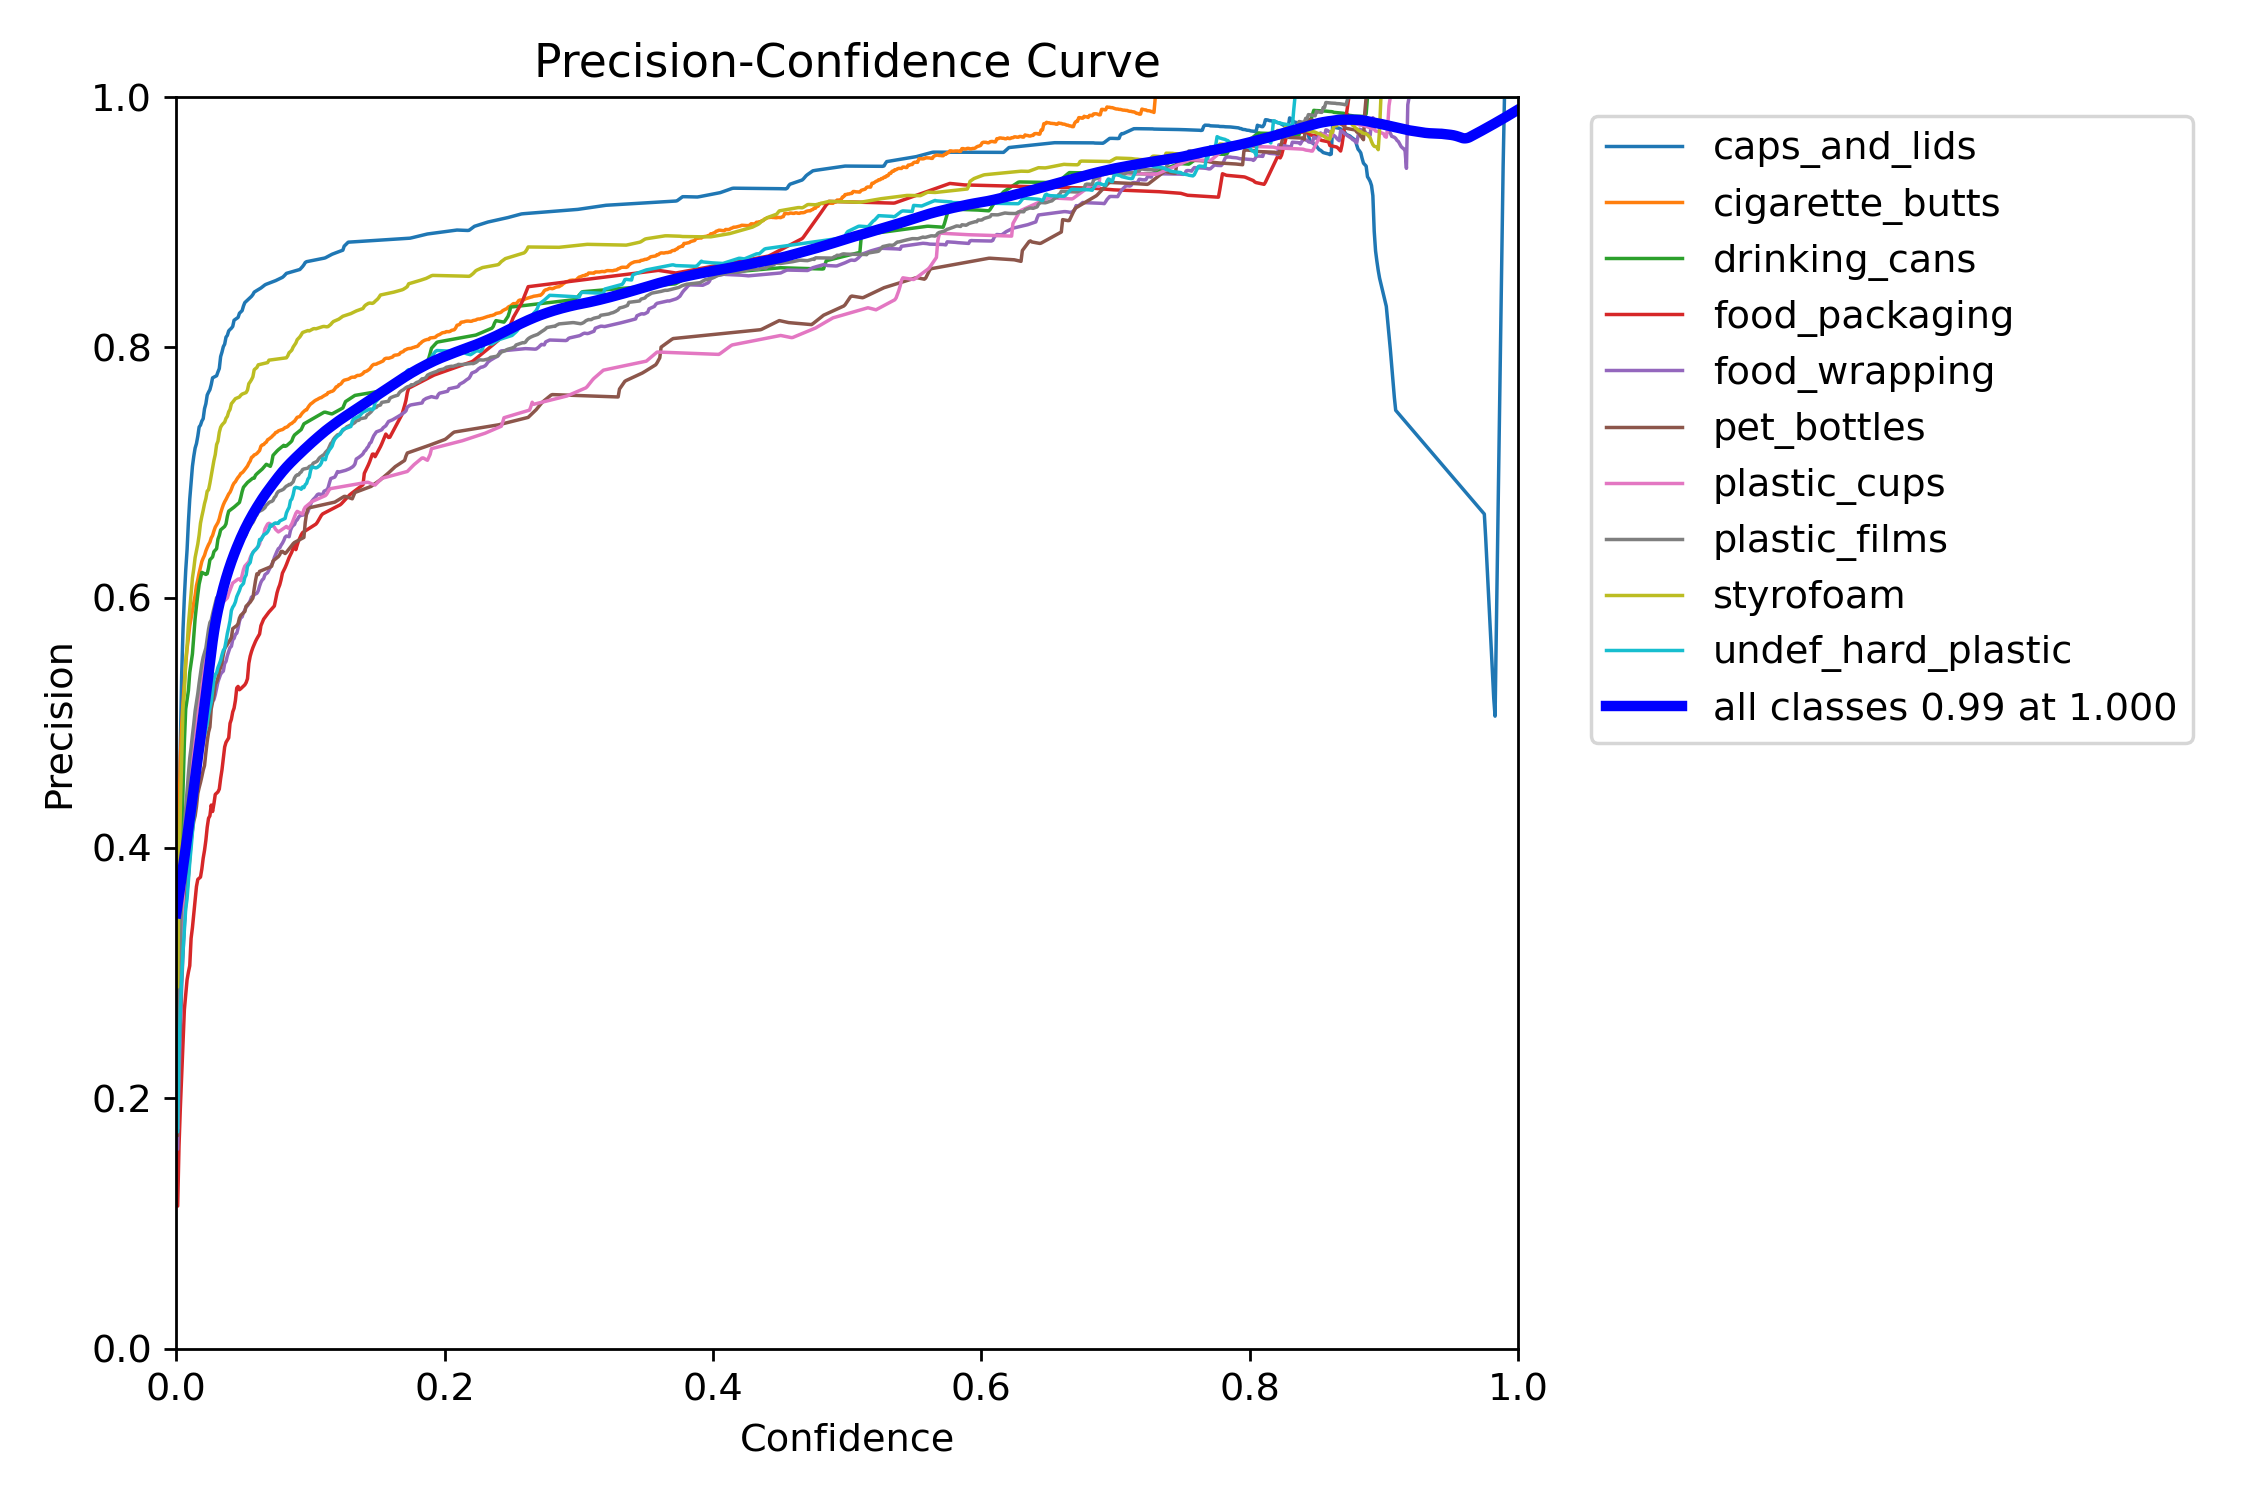 Precision-Confidence Curve
1.0
0.8
0.6
0.4
0.2
0.0
Precision
0.0 0.2 0.4 0.6 0.8 1.0
Confidence
caps_and_lids
cigarette_butts
drinking_cans
food_packaging
food_wrapping
pet_bottles
plastic_cups
plastic_films
styrofoam
undef_hard_plastic
all classes 0.99 at 1.000